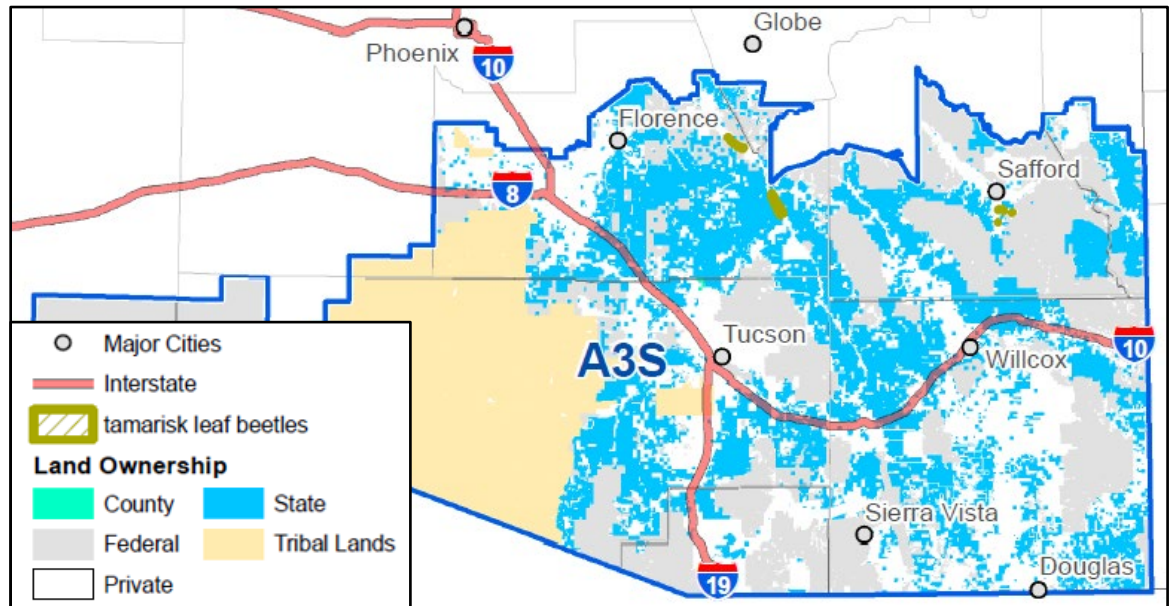 Globe
Phoenix
10
Florence
Safford
8
Tucson
A3S
Willcox
10
Sierra Vista
Douglas
19
Major Cities
Interstate
tamarisk leaf beetles
Land Ownership
County
State
Federal
Tribal Lands
Private